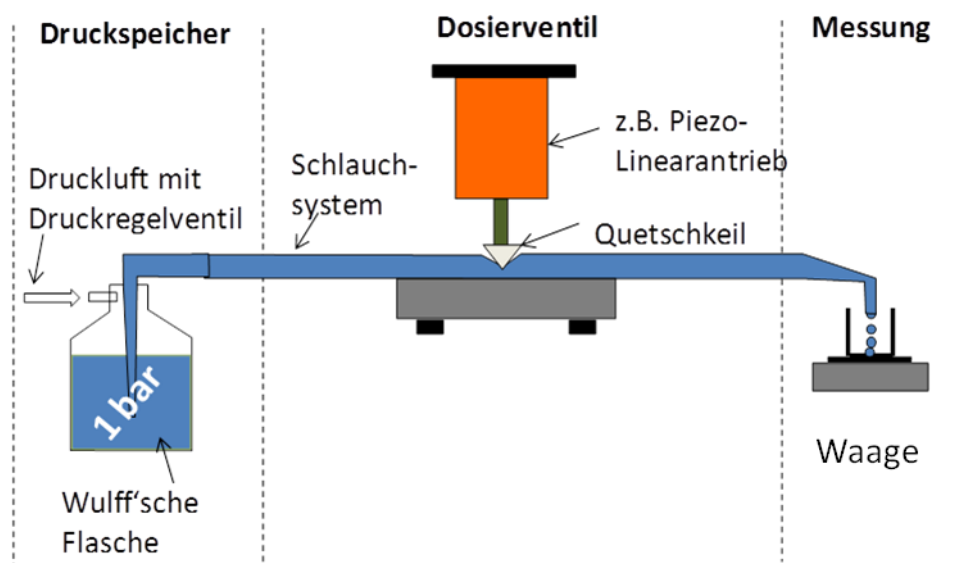 Druckspeicher
Dosierventil
Messung
Druckluft mit
Druckregelventil
Schlauch-
system
z.B. Piezo-
Linearantrieb
Quetschkeil
1 bar
Wulff‘sche
Flasche
Waage